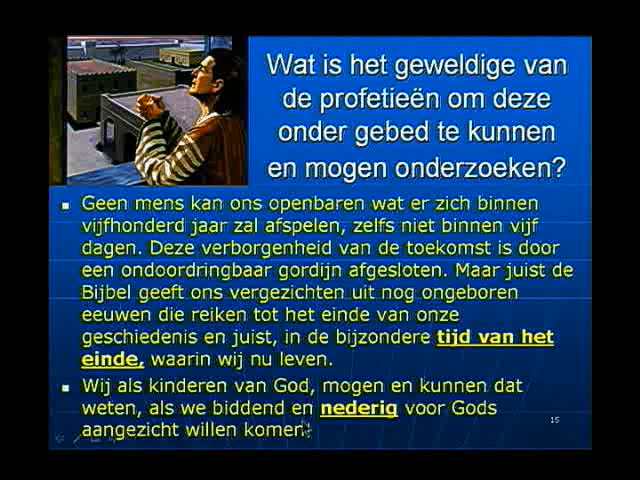 Wat is het geweldige van
de profetieën om deze
onder gebed te kunnen
en mogen onderzoeken?
Geen mens kan ons openbaren wat er zich binnen
vijfhonderd jaar zal afspelen, zelfs niet binnen vijf
dagen. Deze verborgenheid van de toekomst is door
een ondoordringbaar gordijn afgesloten. Maar juist de
Bijbel geeft ons vergezichten uit nog ongeboren
eeuwen die reiken tot het einde van onze
geschiedenis en juist, in de bijzondere tijd van het
einde, waarin wij nu leven.
Wij als kinderen van God, mogen en kunnen dat
weten, als we biddend en nederig voor Gods
aangezicht willen komen.
15